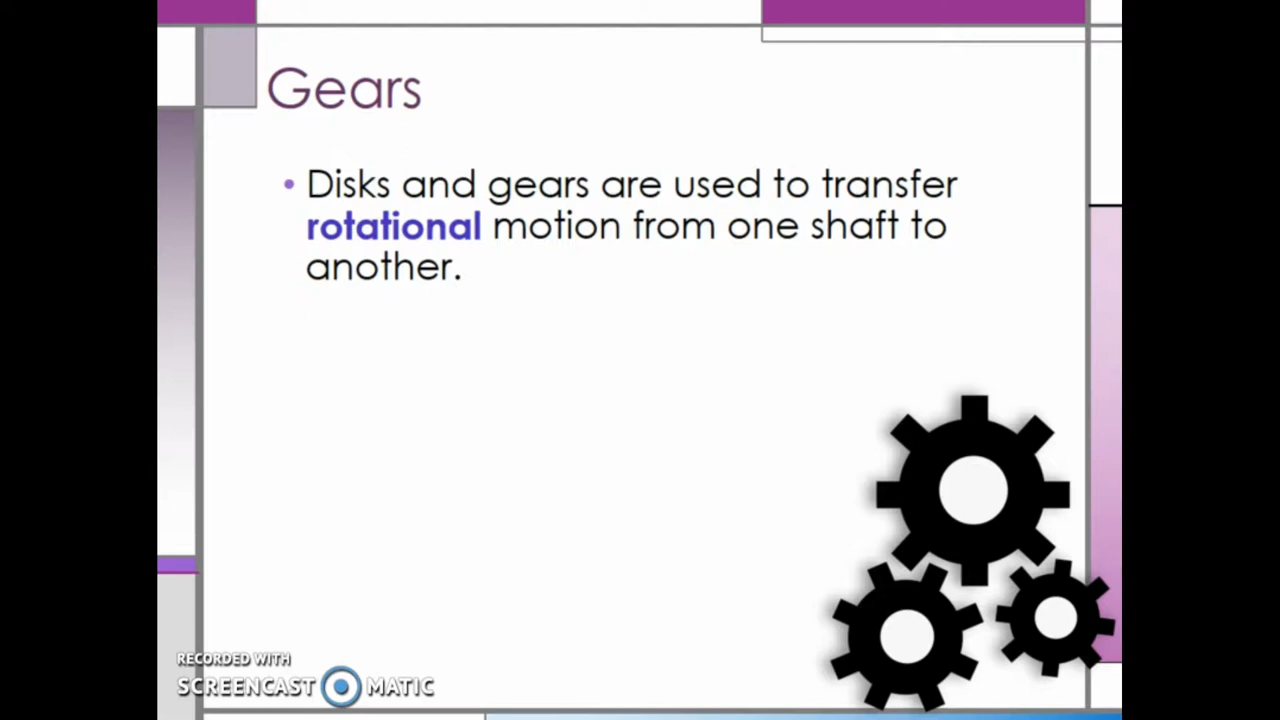 Gears
• Disks and gears are used to transfer
rotational motion from one shaft to
another.
RECORDED WITH
SCREENCAST MATIC